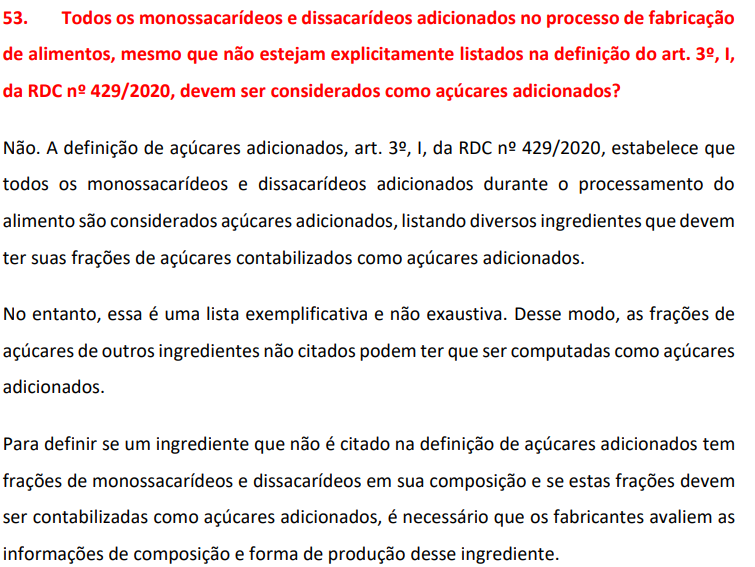 53. Todos os monossacarídeos e dissacarídeos adicionados no processo de fabricação
de alimentos, mesmo que não estejam explicitamente listados na definição do art. 3º, I,
da RDC nº 429/2020, devem ser considerados como açúcares adicionados?
Não. A definição de açúcares adicionados, art. 3º, I, da RDC nº 429/2020, estabelece que
todos os monossacarídeos e dissacarídeos adicionados durante o processamento do
alimento são considerados açúcares adicionados, listando diversos ingredientes que devem
ter suas frações de açúcares contabilizados como açúcares adicionados.
No entanto, essa é uma lista exemplificativa e não exaustiva. Desse modo, as frações de
açúcares de outros ingredientes não citados podem ter que ser computadas como açúcares
adicionados.
Para definir se um ingrediente que não é citado na definição de açúcares adicionados tem
frações de monossacarídeos e dissacarídeos em sua composição e se estas frações devem
ser contabilizadas como açúcares adicionados, é necessário que os fabricantes avaliem as
informações de composição e forma de produção desse ingrediente.